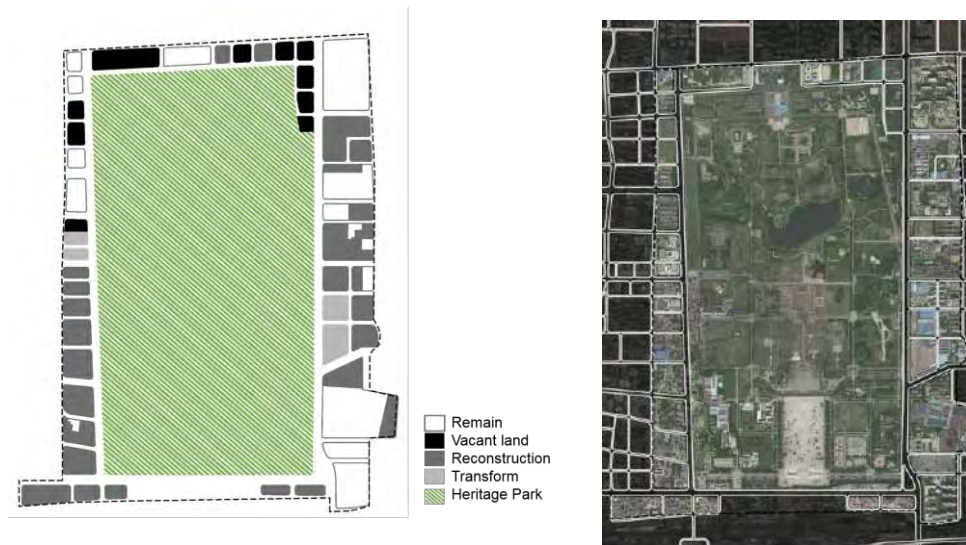 Remain
Vacant land
Reconstruction
Transform
Heritage Park